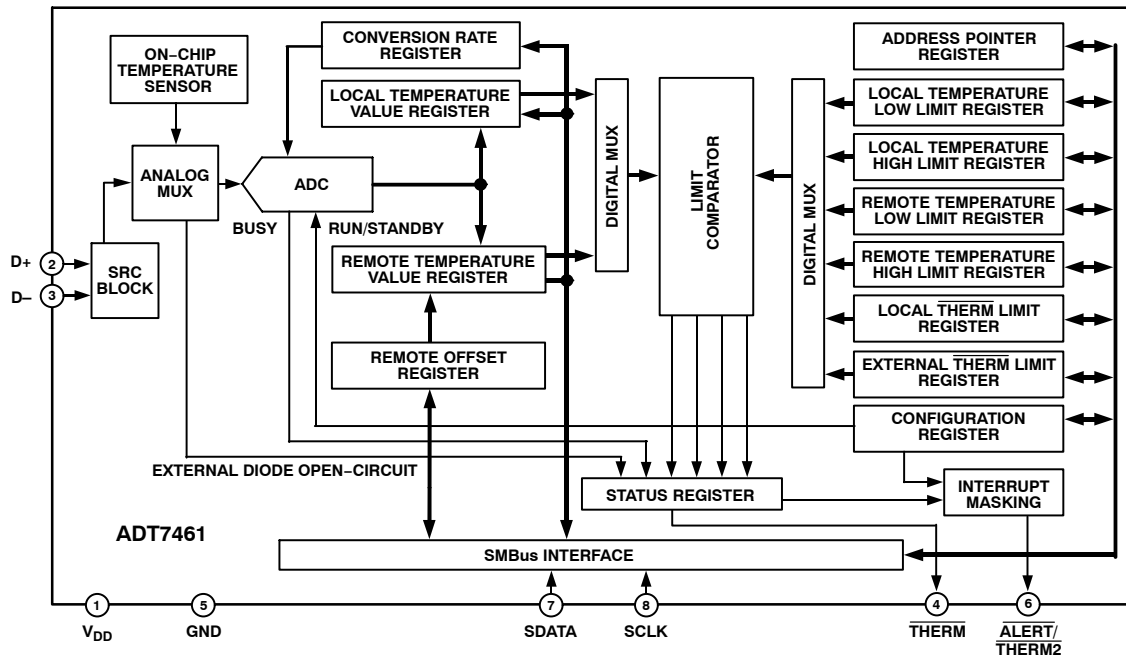 ON–CHIP
TEMPERATURE
SENSOR
CONVERSION RATE
REGISTER
LOCAL TEMPERATURE
VALUE REGISTER
ANALOG
MUX
ADC
BUSY
RUN/STANDBY
D+
2
D–
3
SRC
BLOCK
REMOTE TEMPERATURE
VALUE REGISTER
REMOTE OFFSET
REGISTER
DIGITAL MUX
LIMIT
COMPARATOR
DIGITAL MUX
ADDRESS POINTER
REGISTER
LOCAL TEMPERATURE
LOW LIMIT REGISTER
LOCAL TEMPERATURE
HIGH LIMIT REGISTER
REMOTE TEMPERATURE
LOW LIMIT REGISTER
REMOTE TEMPERATURE
HIGH LIMIT REGISTER
LOCAL THERM LIMIT
REGISTER
EXTERNAL THERM LIMIT
REGISTER
CONFIGURATION
REGISTER
EXTERNAL DIODE OPEN–CIRCUIT
STATUS REGISTER
INTERRUPT
MASKING
ADT7461
SMBus INTERFACE
1
5
7
8
4
6
VDD
GND
SDATA
SCLK
THERM
ALERT/
THERM2